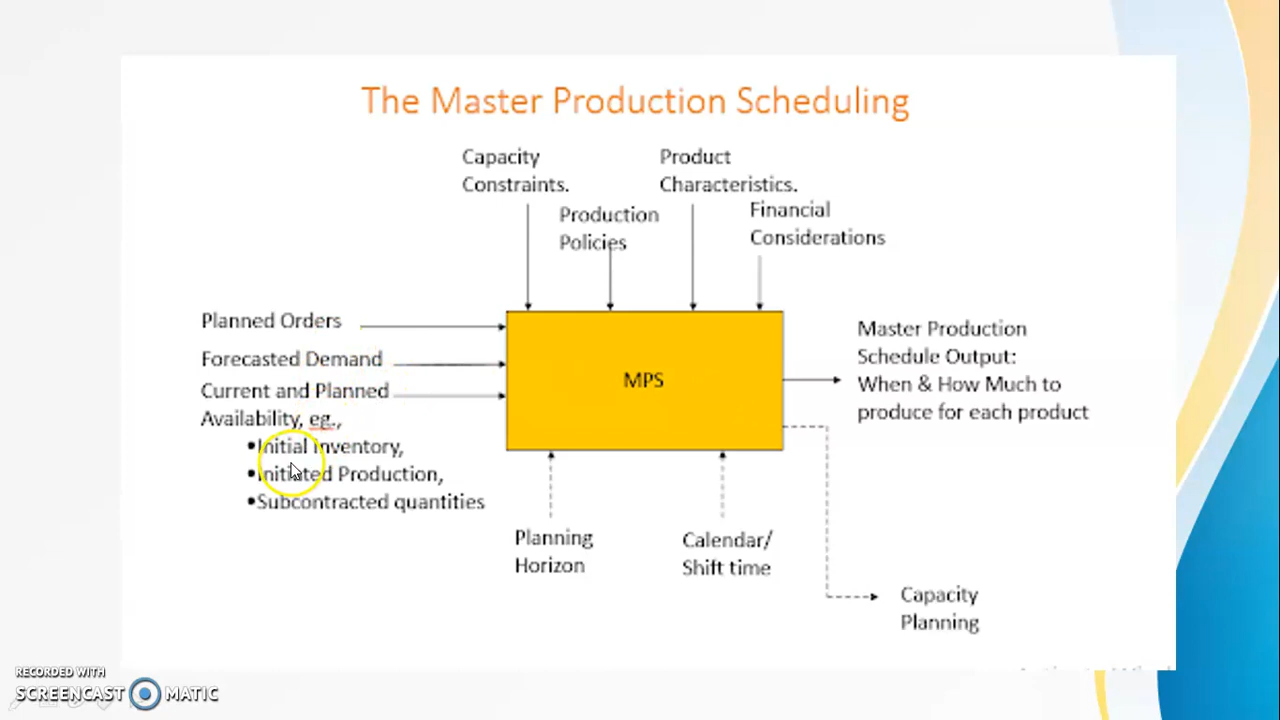 The Master Production Scheduling
Capacity
Constraints.
Product
Characteristics.
Production
Policies
Financial
Considerations
Planned Orders
Forecasted Demand
Current and Planned
Availability, eg.,
•Initial Inventory,
•Initiated Production,
•Subcontracted quantities
MPS
Master Production
Schedule Output:
When & How Much to
produce for each product
Planning
Horizon
Calendar/
Shift time
Capacity
Planning
RECORDED WITH
SCREENCAST MATIC